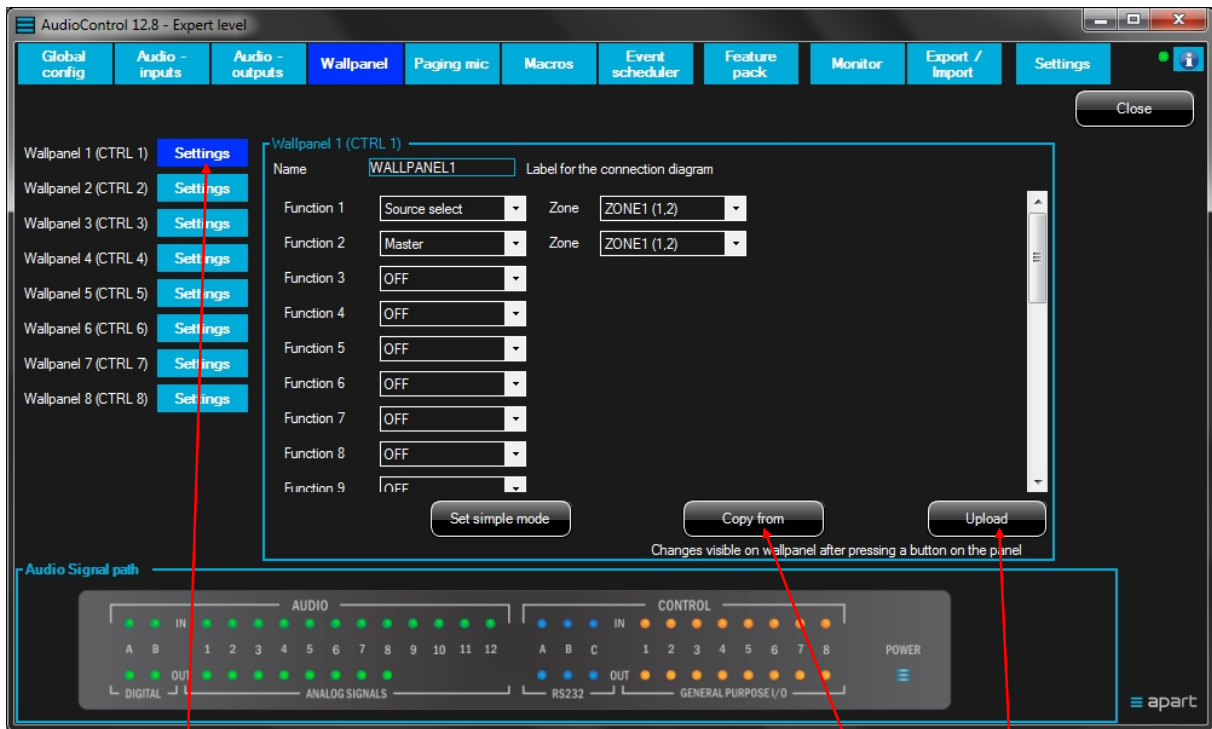 AudioControl 12.8 - Expert level
Global config Audio - inputs Audio - outputs Wallpanel Paging mic Macros Event scheduler Feature pack Monitor Export / Import Settings
Close
Wallpanel 1 (CTRL 1) Settings
Wallpanel 2 (CTRL 2) Settings
Wallpanel 3 (CTRL 3) Settings
Wallpanel 4 (CTRL 4) Settings
Wallpanel 5 (CTRL 5) Settings
Wallpanel 6 (CTRL 6) Settings
Wallpanel 7 (CTRL 7) Settings
Wallpanel 8 (CTRL 8) Settings
Wallpanel 1 (CTRL 1)
Name WALLPANEL1 Label for the connection diagram
Function 1 Source select Zone ZONE1 (1,2)
Function 2 Master Zone ZONE1 (1,2)
Function 3 OFF
Function 4 OFF
Function 5 OFF
Function 6 OFF
Function 7 OFF
Function 8 OFF
Function 9 OFF
Set simple mode Copy from Upload
Changes visible on wallpanel after pressing a button on the panel
Audio Signal path
AUDIO CONTROL
IN IN
A B 1 2 3 4 5 6 7 8 9 10 11 12 A B C 1 2 3 4 5 6 7 8 POWER
OUT OUT
DIGITAL ANALOG SIGNALS RS232 GENERAL PURPOSE I/O
apart